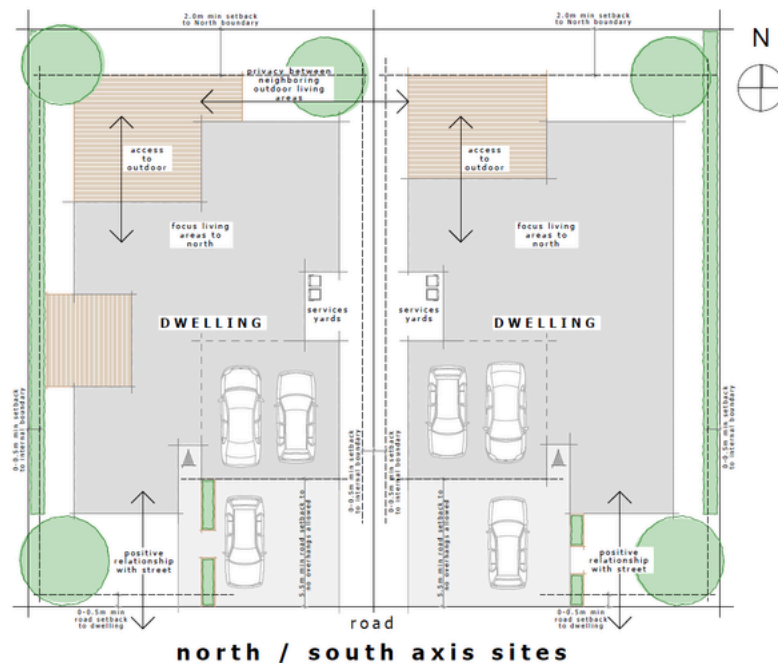 2.0m min setback
to North boundary
2.0m min setback
to North boundary
N
privacy between
neighboring
outdoor living
areas
access
to
outdoor
access
to
outdoor
focus living
areas to
north
focus living
areas to
north
services
yards
services
yards
DWELLING
DWELLING
0-0.5m min setback
to internal boundary
0-0.5m min setback
to internal boundary
0-0.5m min setback
to internal boundary
0-0.5m min setback
to internal boundary
5.5m min road setback to
no overhangs allowed
5.5m min road setback to
no overhangs allowed
positive
relationship
with street
positive
relationship
with street
0-0.5m min
road setback
to dwelling
0-0.5m min
road setback
to dwelling
road
north / south axis sites